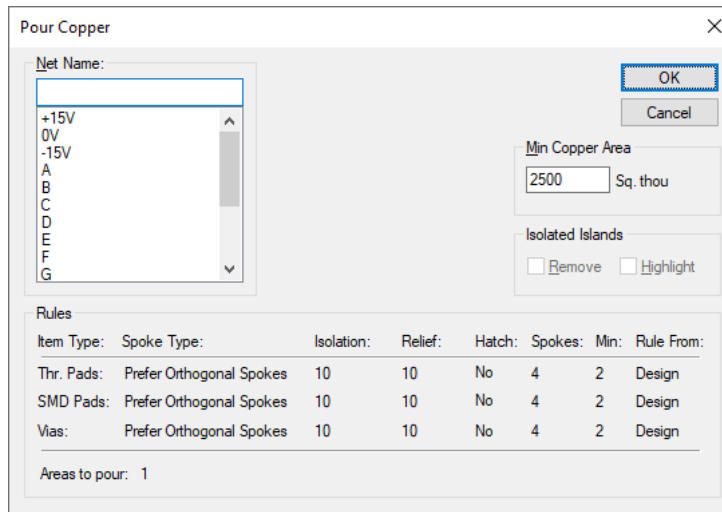 Pour Copper
Net Name:
+15V
0V
-15V
A
B
C
D
E
F
G
OK
Cancel
Min Copper Area
2500 Sq. thou
Isolated Islands
Remove Highlight
Rules
Item Type: Spoke Type: Isolation: Relief: Hatch: Spokes: Min: Rule From:
Thr. Pads: Prefer Orthogonal Spokes 10 10 No 4 2 Design
SMD Pads: Prefer Orthogonal Spokes 10 10 No 4 2 Design
Vias: Prefer Orthogonal Spokes 10 10 No 4 2 Design
Areas to pour: 1